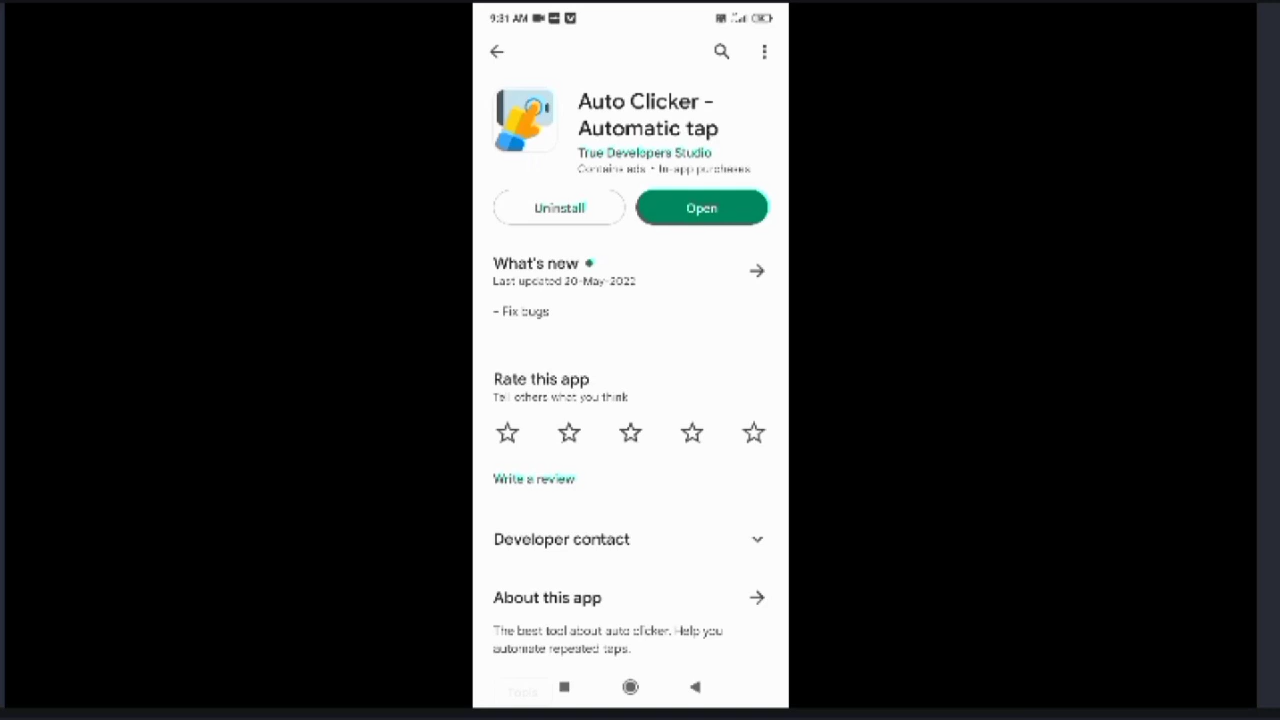 9:31 AM
Auto Clicker -
Automatic tap
True Developers Studio
Contains ads • In-app purchases
Uninstall
Open
What's new •
Last updated 20-May-2022
- Fix bugs
Rate this app
Tell others what you think
Write a review
Developer contact
About this app
The best tool about auto clicker. Help you
automate repeated taps.
Tools